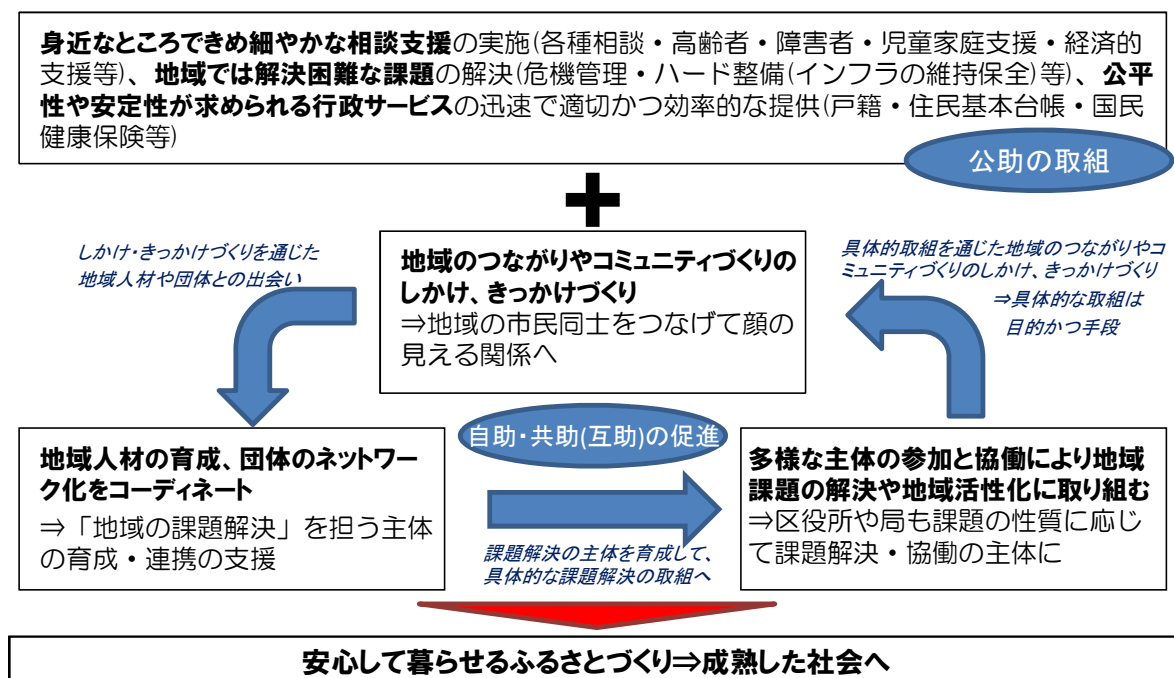 身近なところできめ細やかな相談支援の実施(各種相談・高齢者・障害者・児童家庭支援・経済的
支援等)、地域では解決困難な課題の解決(危機管理・ハード整備(インフラの維持保全)等)、公平
性や安定性が求められる行政サービスの迅速で適切かつ効率的な提供(戸籍・住民基本台帳・国民
健康保険等)
公助の取組
しかけ・きっかけづくりを通じた
地域人材や団体との出会い
地域のつながりやコミュニティづくりの
しかけ、きっかけづくり
⇒地域の市民同士をつなげて顔の
見える関係へ
具体的取組を通じた地域のつながりやコ
ミュニティづくりのしかけ、きっかけづくり
⇒具体的な取組は
目的かつ手段
自助・共助(互助)の促進
地域人材の育成、団体のネットワー
ク化をコーディネート
⇒「地域の課題解決」を担う主体
の育成・連携の支援
課題解決の主体を育成して、
具体的な課題解決の取組へ
多様な主体の参加と協働により地域
課題の解決や地域活性化に取り組む
⇒区役所や局も課題の性質に応じ
て課題解決・協働の主体に
安心して暮らせるふるさとづくり⇒成熟した社会へ